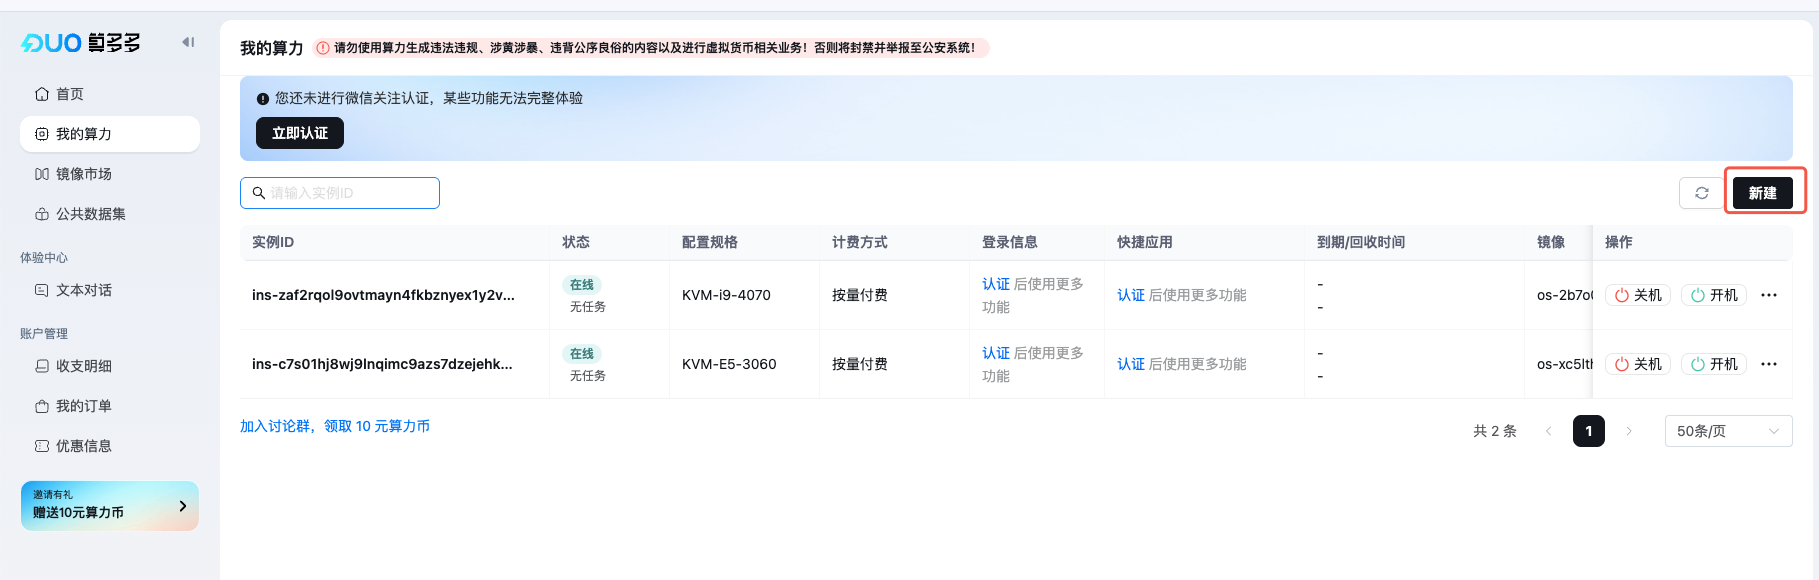 DUO 算多多
首页
我的算力
镜像市场
公共数据集
体验中心
文本对话
账户管理
收支明细
我的订单
优惠信息
邀请有礼
赠送10元算力币
我的算力 请勿使用算力生成违法违规、涉黄涉暴、违背公序良俗的内容以及进行虚拟货币相关业务！否则将封禁并举报至公安系统！
您还未进行微信关注认证，某些功能无法完整体验
立即认证
请输入实例ID
新建
实例ID 状态 配置规格 计费方式 登录信息 快捷应用 到期/回收时间 镜像 操作
ins-zaf2rqol9ovtmayn4fkbznyex1y2v... 在线 无任务 KVM-i9-4070 按量付费 认证 后使用更多功能 认证 后使用更多功能 - - os-2b7o 关机 开机 ...
ins-c7s01hj8wj9lnqimc9azs7dzejehk... 在线 无任务 KVM-E5-3060 按量付费 认证 后使用更多功能 认证 后使用更多功能 - - os-xc5lt 关机 开机 ...
加入讨论群，领取 10 元算力币
共 2 条 < 1 > 50条/页